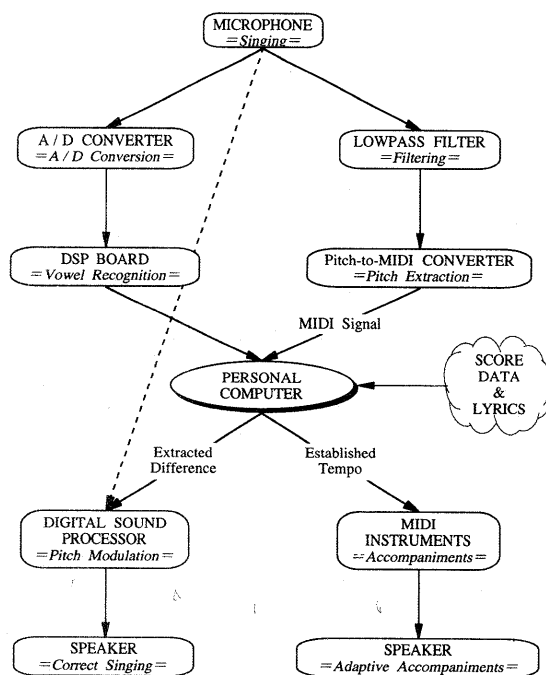 MICROPHONE
=Singing=
A / D CONVERTER
= A / D Conversion =
LOWPASS FILTER
=Filtering=
DSP BOARD
= Vowel Recognition =
Pitch-to-MIDI CONVERTER
=Pitch Extraction=
MIDI Signal
PERSONAL
COMPUTER
SCORE
DATA
&
LYRICS
Extracted
Difference
Established
Tempo
DIGITAL SOUND
PROCESSOR
=Pitch Modulation=
MIDI
INSTRUMENTS
=Accompaniments=
SPEAKER
=Correct Singing=
SPEAKER
=Adaptive Accompaniments=